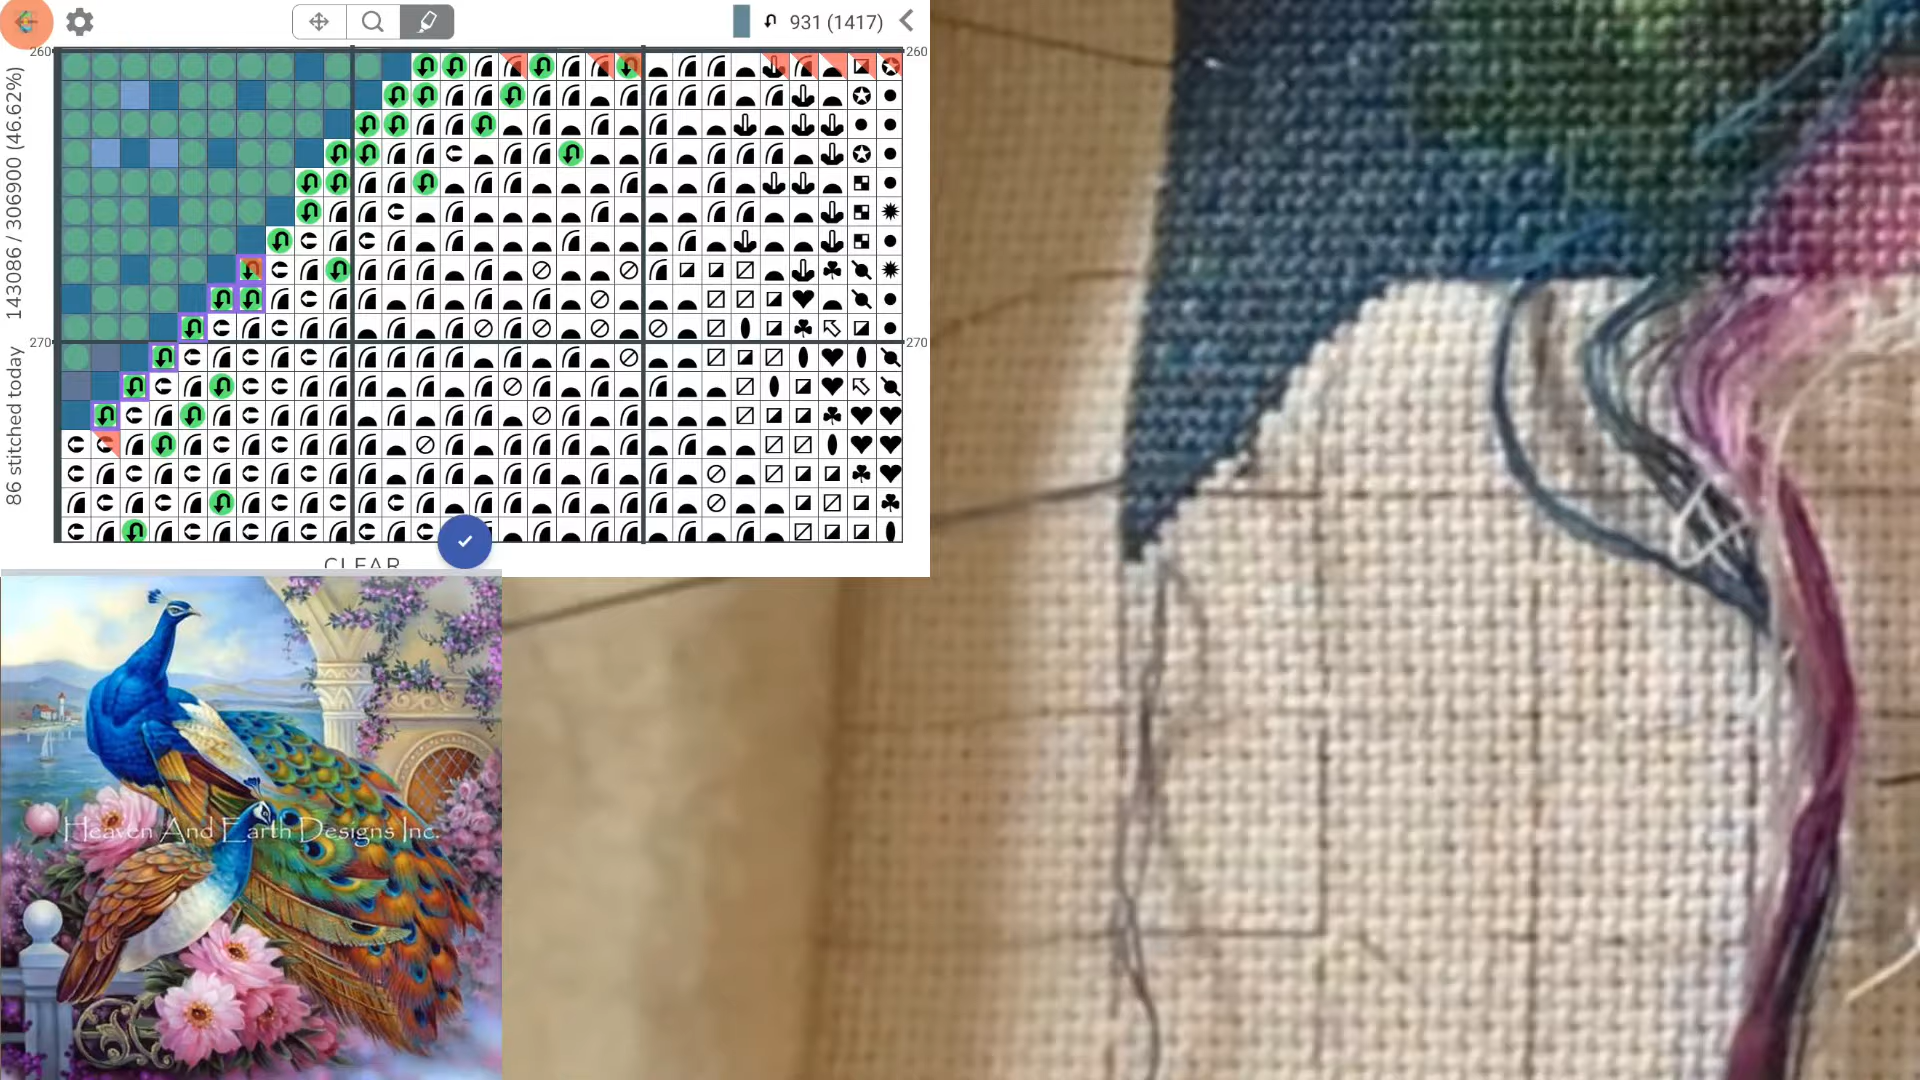 931 (1417)
260
260
143086 / 306900 (46.62%)
86 stitched today
270
270
CLEAR
Heaven And Earth Designs Inc.